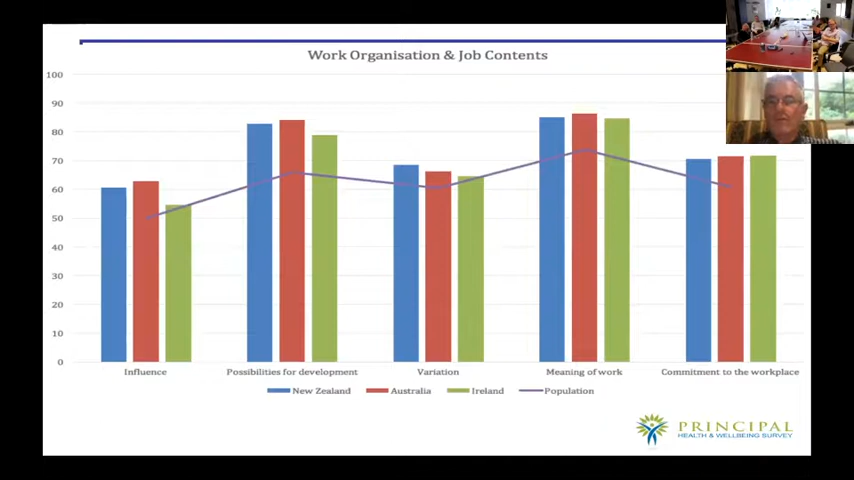 Work Organisation & Job Contents
100
90
80
70
60
50
40
30
20
10
0
Influence Possibilities for development Variation Meaning of work Commitment to the workplace
New Zealand Australia Ireland Population
PRINCIPAL
HEALTH & WELLBEING SURVEY